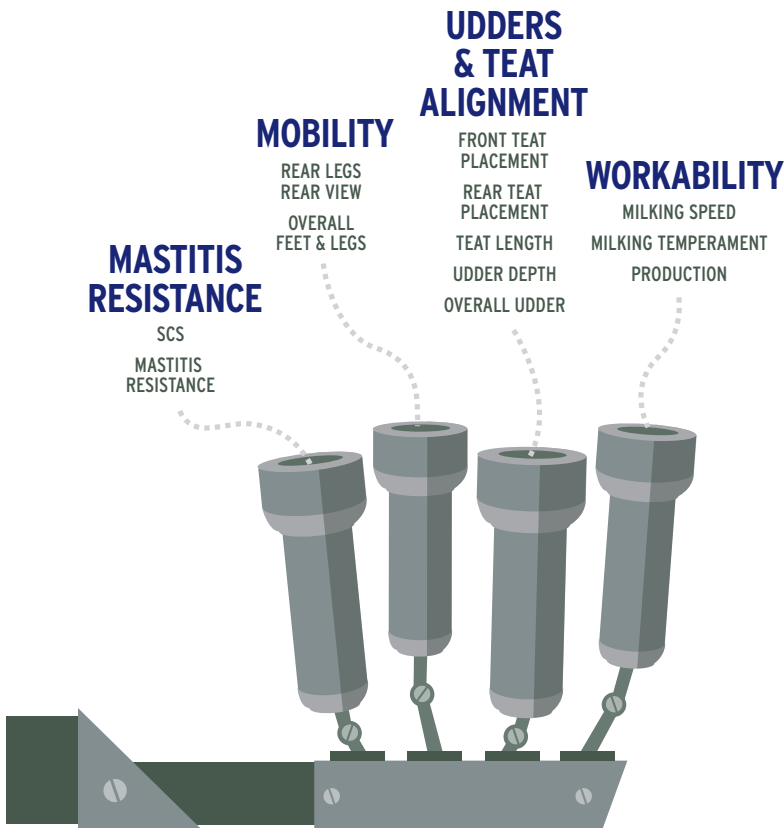 MASTITIS
RESISTANCE
SCS
MASTITIS
RESISTANCE
MOBILITY
REAR LEGS
REAR VIEW
OVERALL
FEET & LEGS
UDDERS
& TEAT
ALIGNMENT
FRONT TEAT
PLACEMENT
REAR TEAT
PLACEMENT
TEAT LENGTH
UDDER DEPTH
OVERALL UDDER
WORKABILITY
MILKING SPEED
MILKING TEMPERAMENT
PRODUCTION